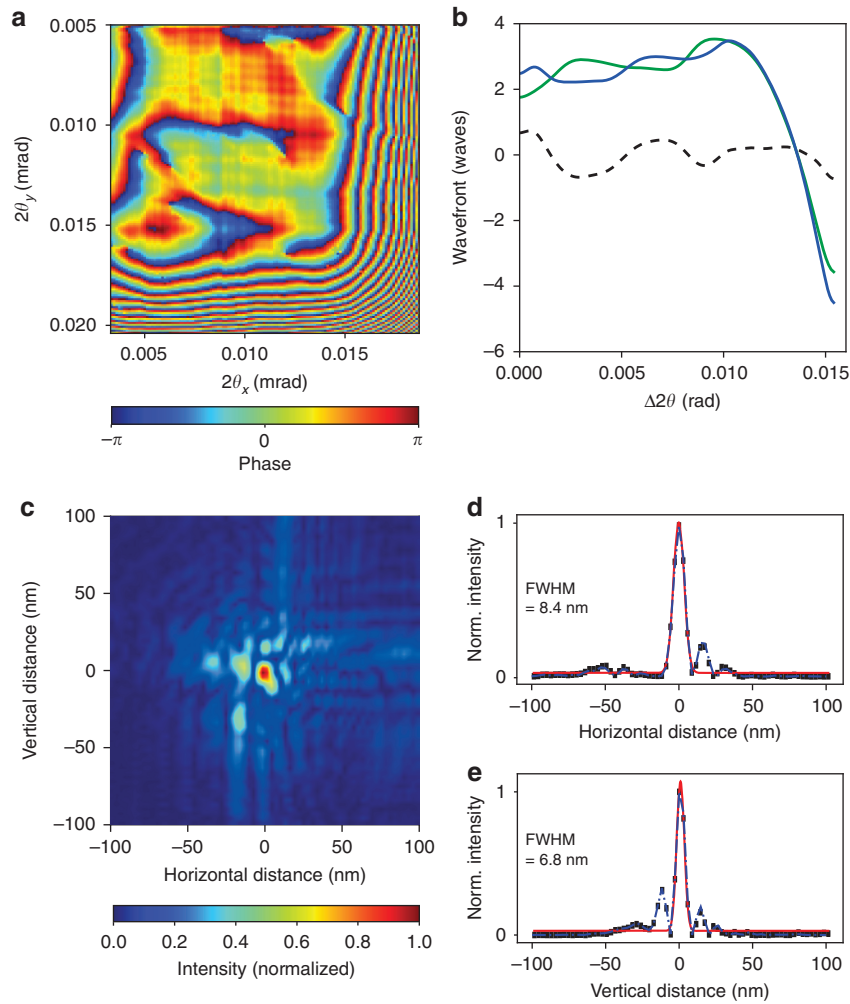 a
0.005
0.010
0.015
0.020
2θy (mrad)
0.005 0.010 0.015
2θx (mrad)
−π 0 π
Phase
b
4
2
0
−2
−4
−6
Wavefront (waves)
0.000 0.005 0.010 0.015
Δ2θ (rad)
c
100
50
0
−50
−100
Vertical distance (nm)
−100 −50 0 50 100
Horizontal distance (nm)
0.0 0.2 0.4 0.6 0.8 1.0
Intensity (normalized)
d
1
0
Norm. intensity
FWHM
= 8.4 nm
−100 −50 0 50 100
Horizontal distance (nm)
e
1
0
Norm. intensity
FWHM
= 6.8 nm
−100 −50 0 50 100
Vertical distance (nm)